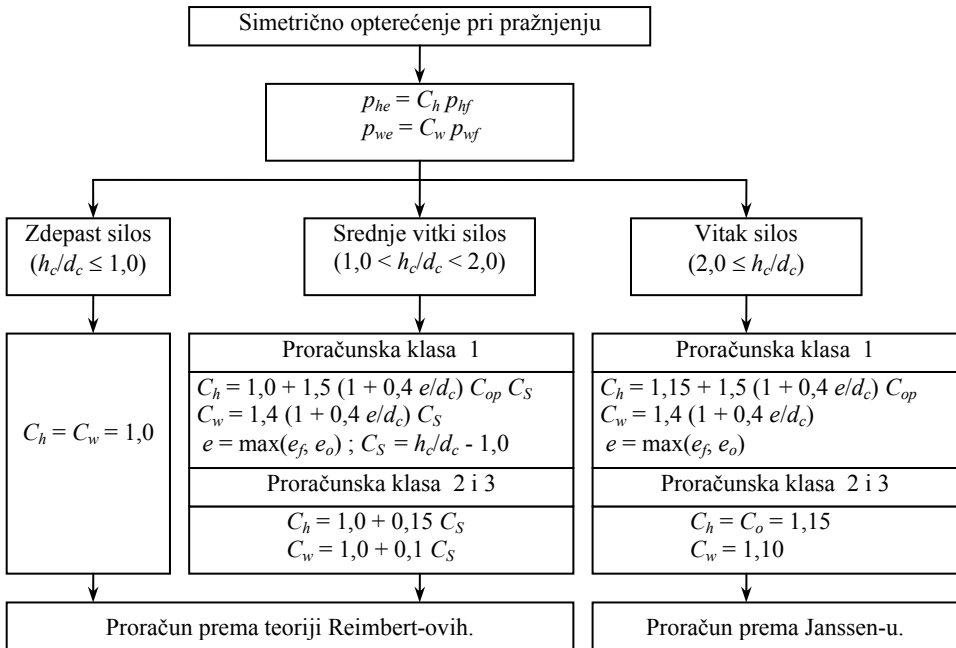 Simetrično opterećenje pri pražnjenju
p_he = C_h p_hf
p_we = C_w p_wf
Zdepast silos
(h_c/d_c ≤ 1,0)
Srednje vitki silos
(1,0 < h_c/d_c < 2,0)
Vitak silos
(2,0 ≤ h_c/d_c)
C_h = C_w = 1,0
Proračunska klasa 1
C_h = 1,0 + 1,5 (1 + 0,4 e/d_c) C_op C_S
C_w = 1,4 (1 + 0,4 e/d_c) C_S
e = max(e_f, e_o) ; C_S = h_c/d_c - 1,0
Proračunska klasa 2 i 3
C_h = 1,0 + 0,15 C_S
C_w = 1,0 + 0,1 C_S
Proračunska klasa 1
C_h = 1,15 + 1,5 (1 + 0,4 e/d_c) C_op
C_w = 1,4 (1 + 0,4 e/d_c)
e = max(e_f, e_o)
Proračunska klasa 2 i 3
C_h = C_o = 1,15
C_w = 1,10
Proračun prema teoriji Reimbert-ovih.
Proračun prema Janssen-u.